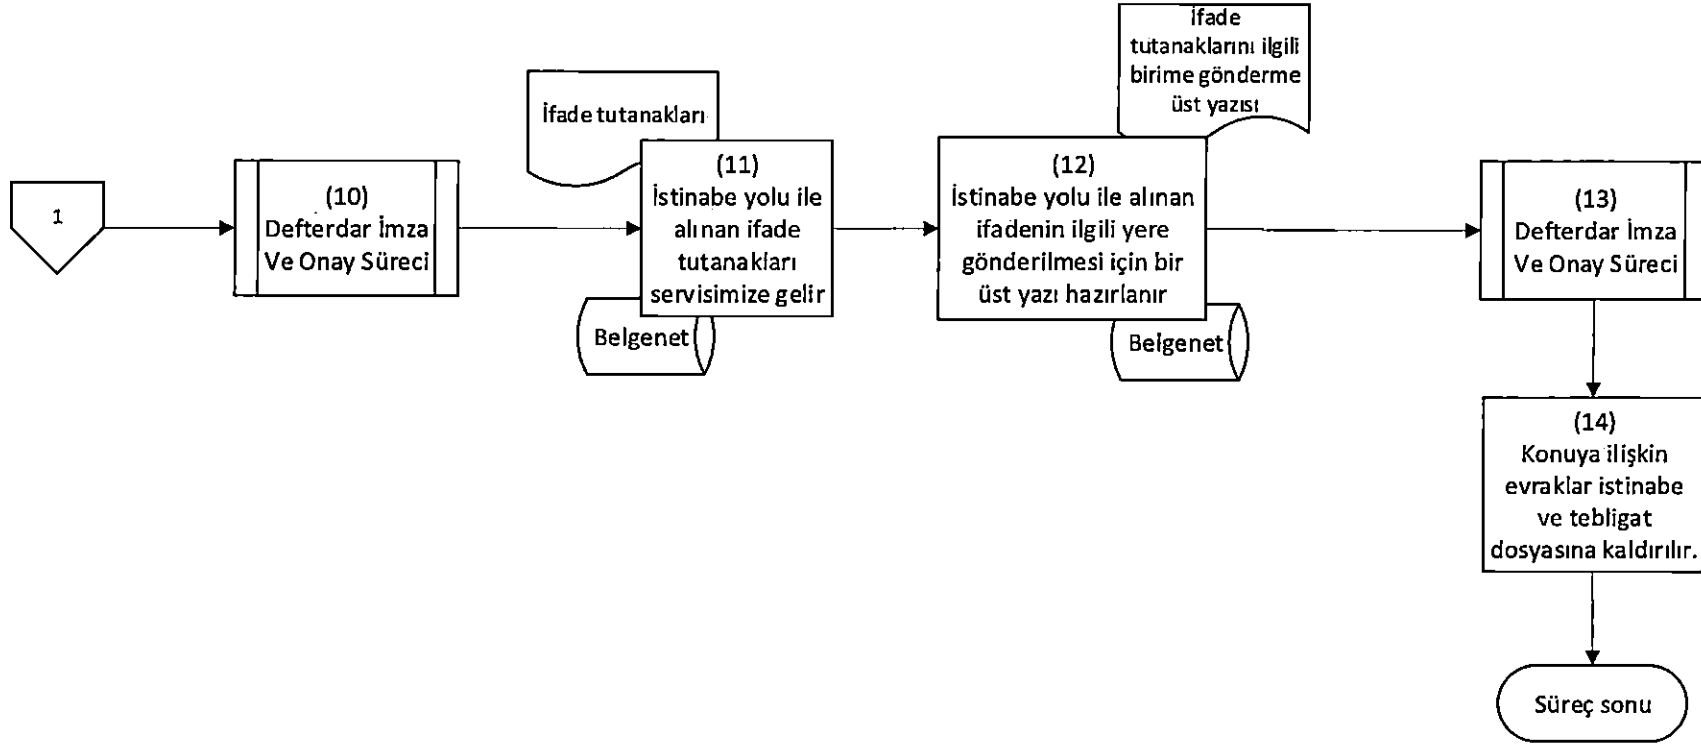 1
(10)
Defterdar İmza
Ve Onay Süreci
İfade tutanakları
(11)
İstinabe yolu ile
alınan ifade
tutanakları
servisimize gelir
Belgenet
İfade
tutanaklarını ilgili
birime gönderme
üst yazısı
(12)
İstinabe yolu ile alınan
ifadenin ilgili yere
gönderilmesi için bir
üst yazı hazırlanır
Belgenet
(13)
Defterdar İmza
Ve Onay Süreci
(14)
Konuya ilişkin
evraklar istinabe
ve tebligat
dosyasına kaldırılır.
Süreç sonu